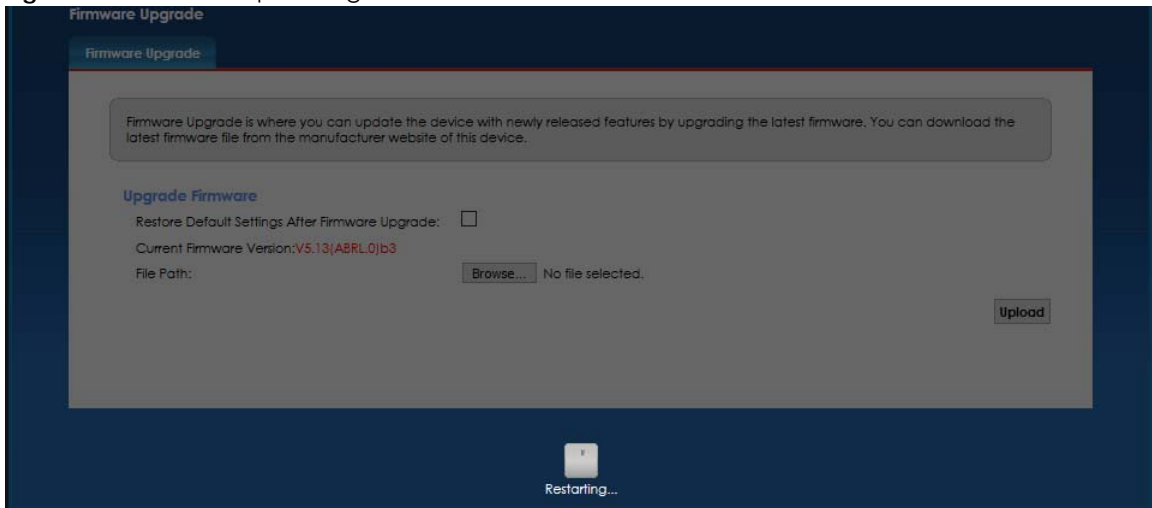 Firmware Upgrade
Firmware Upgrade
Firmware Upgrade is where you can update the device with newly released features by upgrading the latest firmware. You can download the
latest firmware file from the manufacturer website of this device.
Upgrade Firmware
Restore Default Settings After Firmware Upgrade:
Current Firmware Version:V5.13(ABRL.0)b3
File Path: Browse... No file selected.
Upload
Restarting...